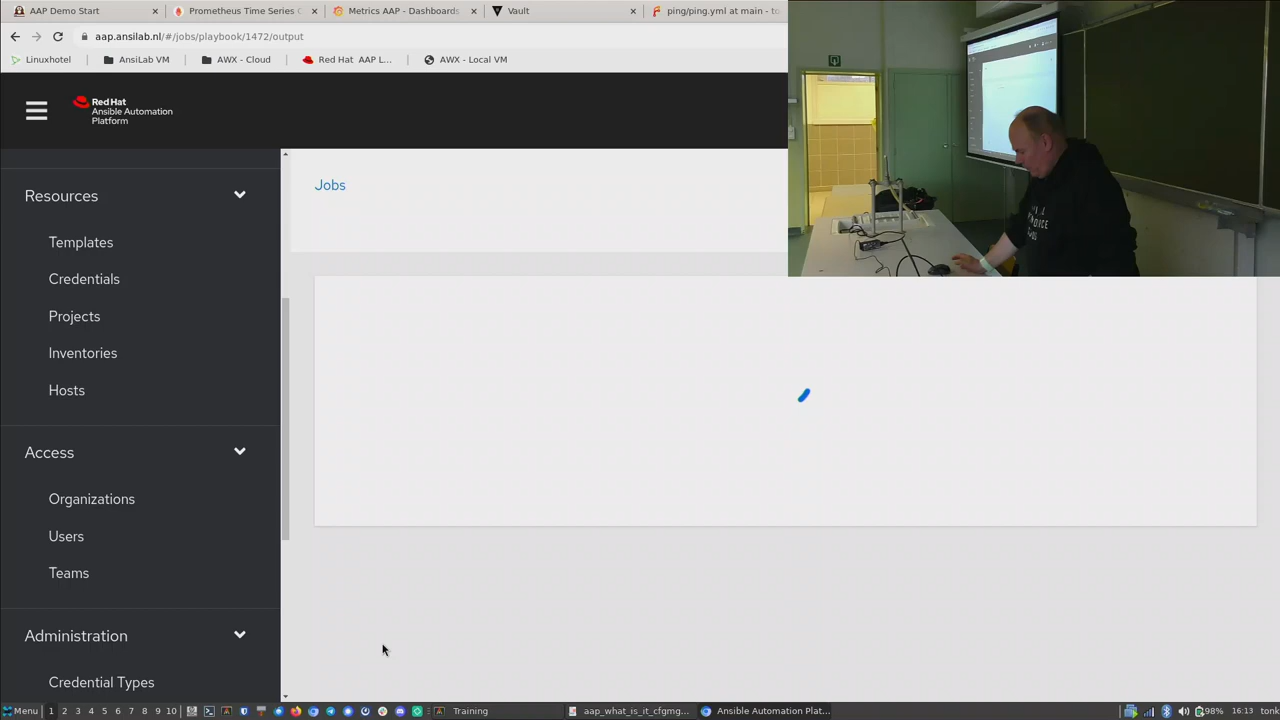 AAP Demo Start
Prometheus Time Series C
Metrics AAP - Dashboards
Vault
ping/ping.yml at main - to
aap.ansilab.nl/#/jobs/playbook/1472/output
Linuxhotel
AnsiLab VM
AWX - Cloud
Red Hat AAP L...
AWX - Local VM
Red Hat
Ansible Automation
Platform
Resources
Templates
Credentials
Projects
Inventories
Hosts
Access
Organizations
Users
Teams
Administration
Credential Types
Jobs
Menu
1 2 3 4 5 6 7 8 9 10
Training
aap_what_is_it_cfgmg...
Ansible Automation Plat...
98%
16:13
tonk